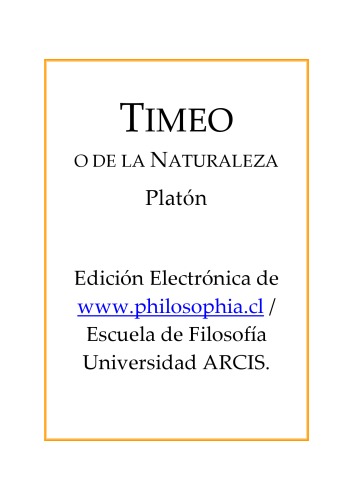 TIMEO
O DE LA NATURALEZA
Platón
Edición Electrónica de
www.philosophia.cl /
Escuela de Filosofía
Universidad ARCIS.